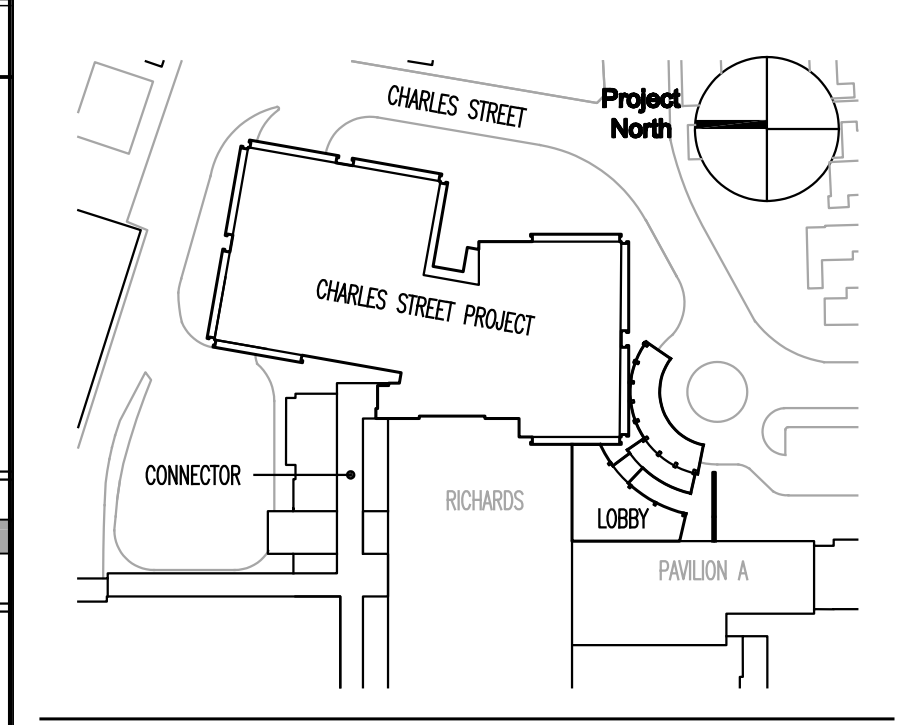 CHARLES STREET
Project
North
CHARLES STREET PROJECT
CONNECTOR
RICHARDS
LOBBY
PAVILION A